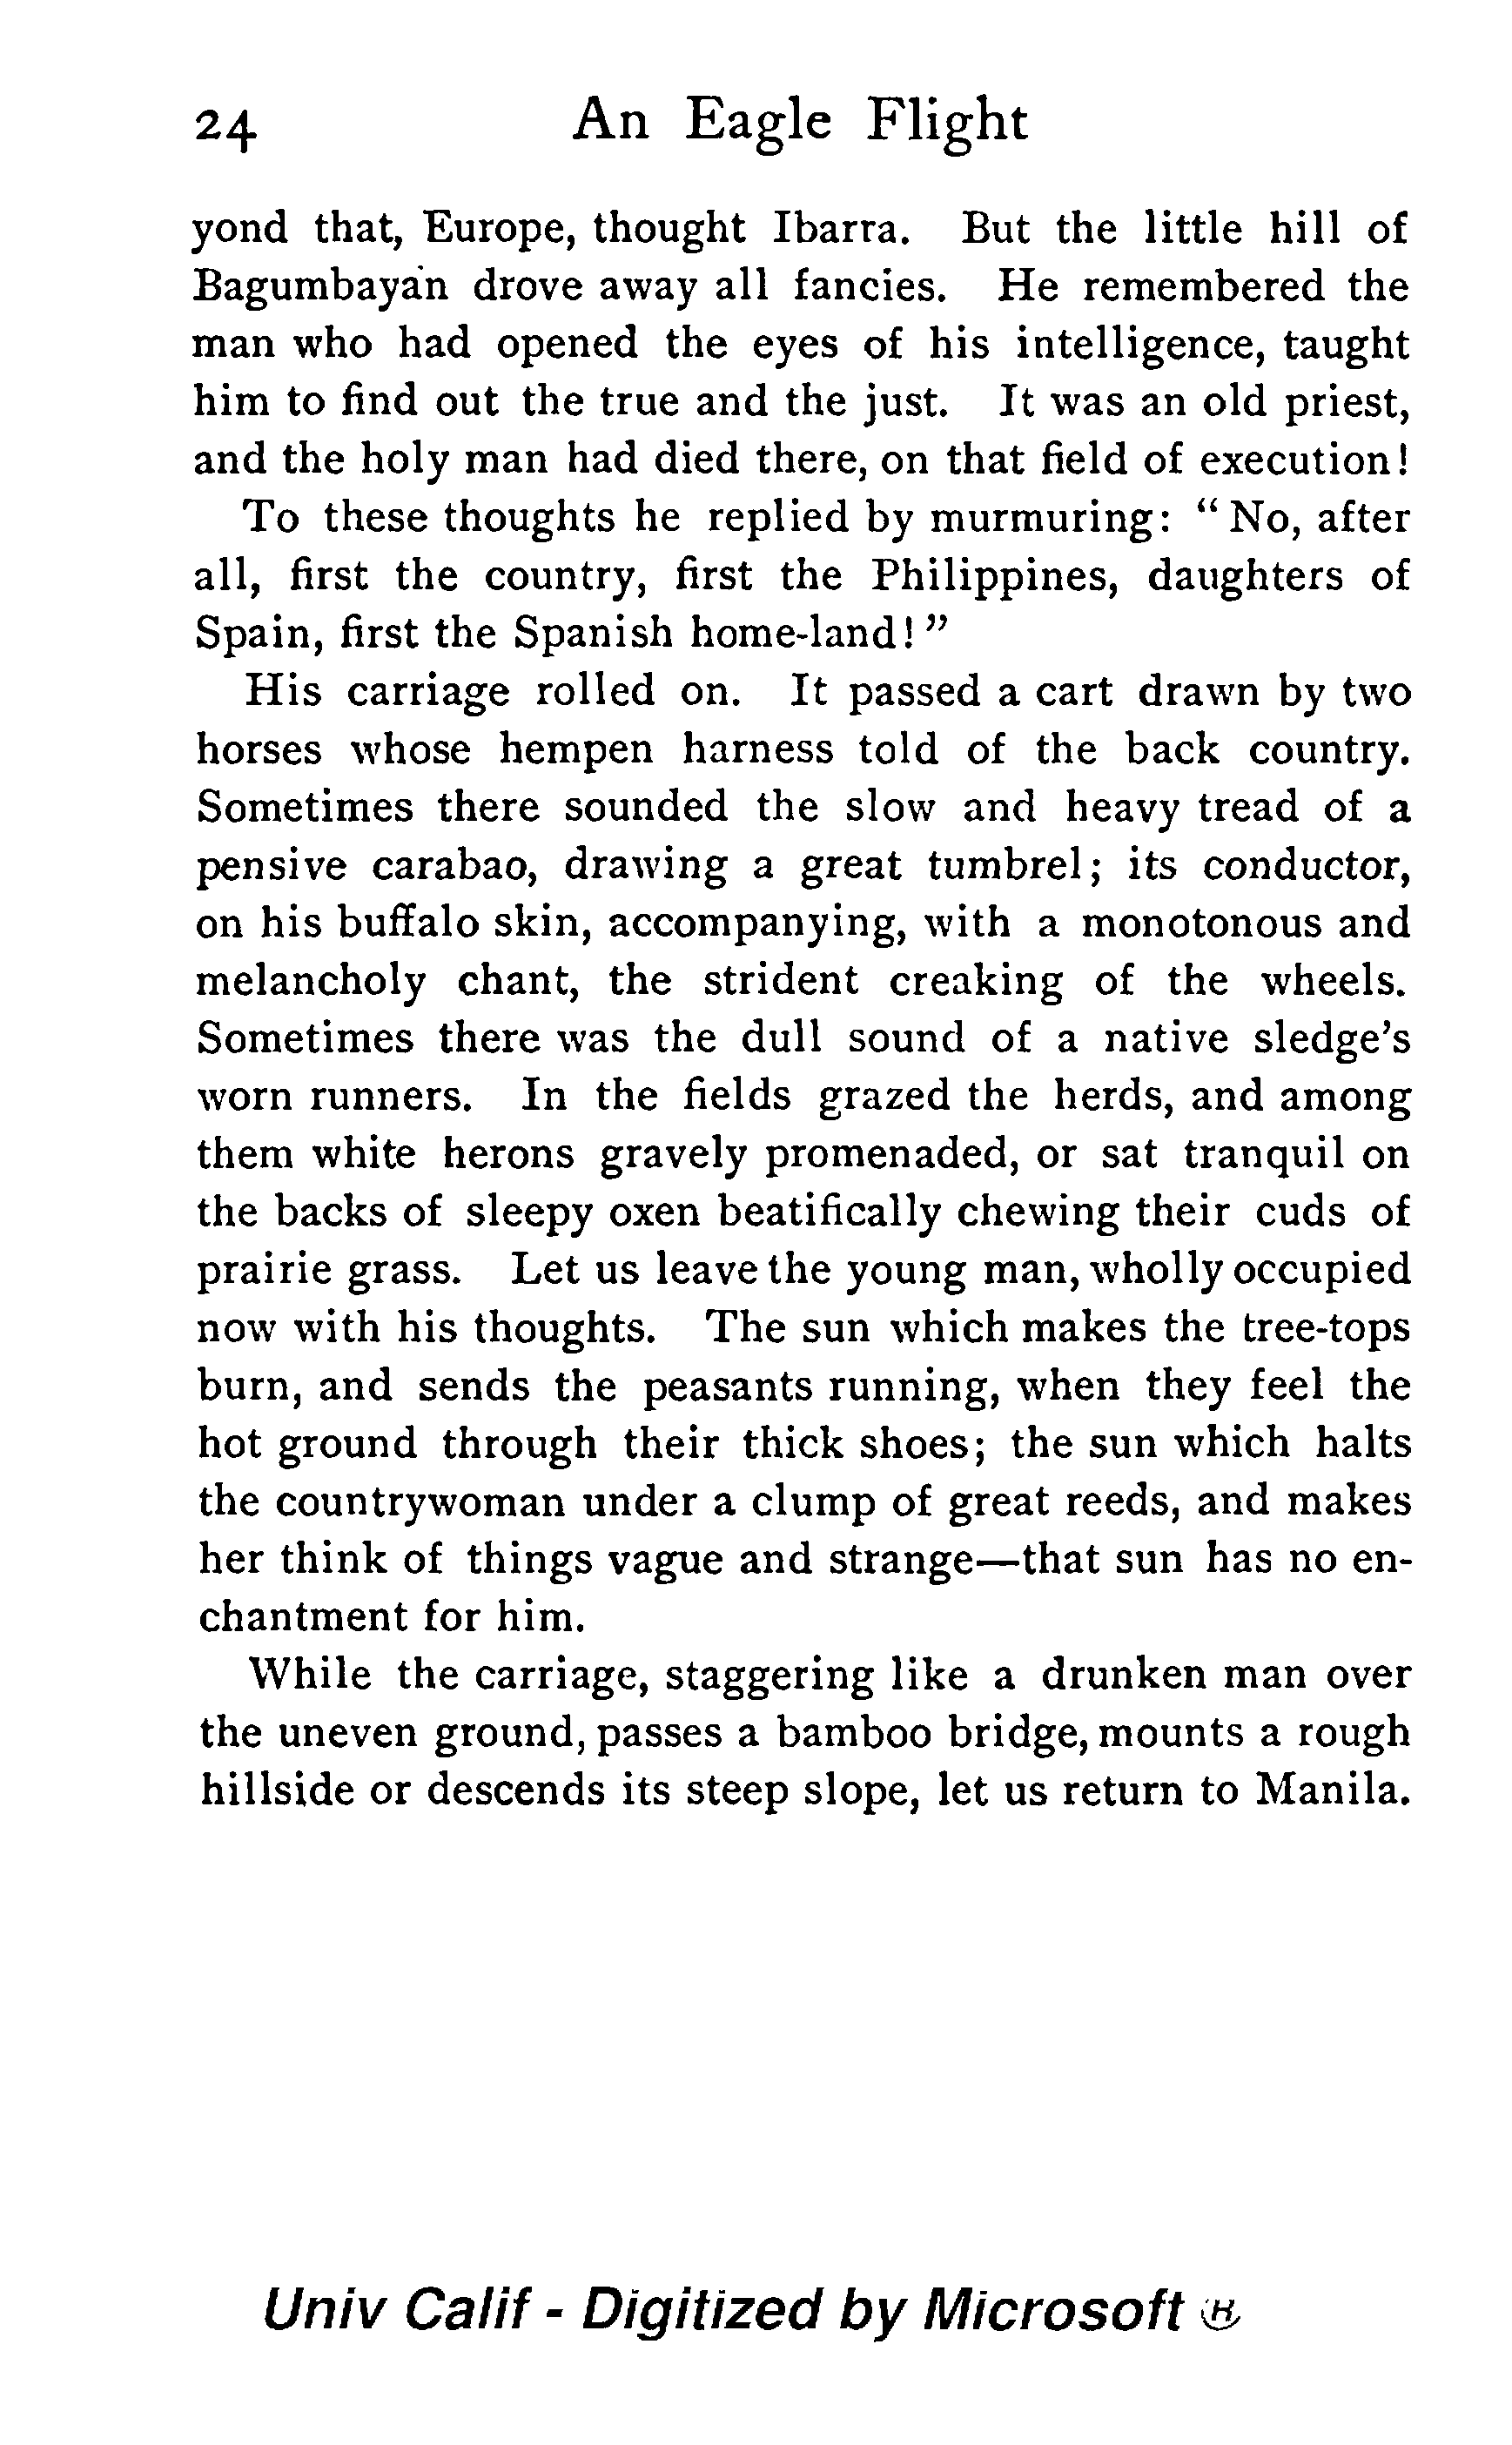 24 An Eagle Flight
yond that, Europe, thought Ibarra. But the little hill of
Bagumbayan drove away all fancies. He remembered the
man who had opened the eyes of his intelligence, taught
him to find out the true and the just. It was an old priest,
and the holy man had died there, on that field of execution!
To these thoughts he replied by murmuring: “ No, after
all, first the country, first the Philippines, daughters of
Spain, first the Spanish home-land! ”
His carriage rolled on. It passed a cart drawn by two
horses whose hempen harness told of the back country.
Sometimes there sounded the slow and heavy tread of a
pensive carabao, drawing a great tumbrel; its conductor,
on his buffalo skin, accompanying, with a monotonous and
melancholy chant, the strident creaking of the wheels.
Sometimes there was the dull sound of a native sledge's
worn runners. In the fields grazed the herds, and among
them white herons gravely promenaded, or sat tranquil on
the backs of sleepy oxen beatifically chewing their cuds of
prairie grass. Let us leave the young man, wholly occupied
now with his thoughts. The sun which makes the tree-tops
burn, and sends the peasants running, when they feel the
hot ground through their thick shoes; the sun which halts
the countrywoman under a clump of great reeds, and makes
her think of things vague and strange—that sun has no en-
chantment for him.
While the carriage, staggering like a drunken man over
the uneven ground, passes a bamboo bridge, mounts a rough
hillside or descends its steep slope, let us return to Manila.
Univ Calif - Digitized by Microsoft ®